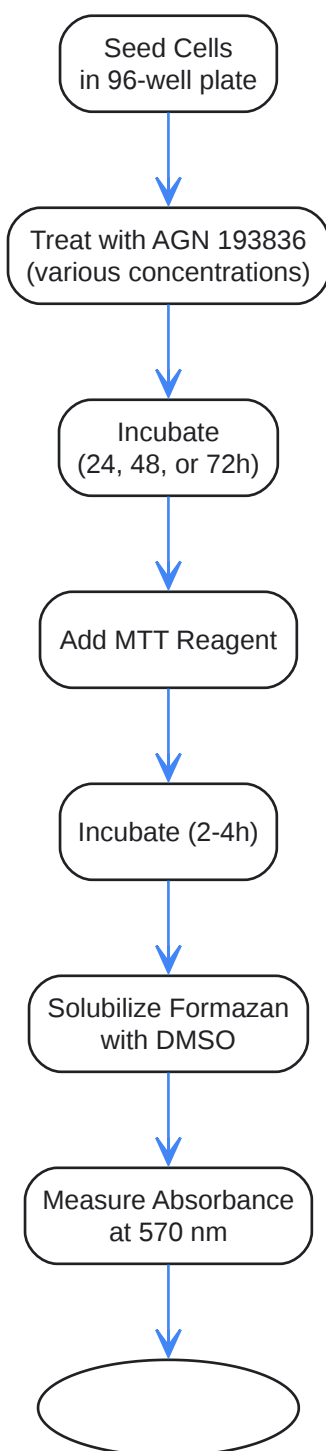 Seed Cells
in 96-well plate
Treat with AGN 193836
(various concentrations)
Incubate
(24, 48, or 72h)
Add MTT Reagent
Incubate (2-4h)
Solubilize Formazan
with DMSO
Measure Absorbance
at 570 nm